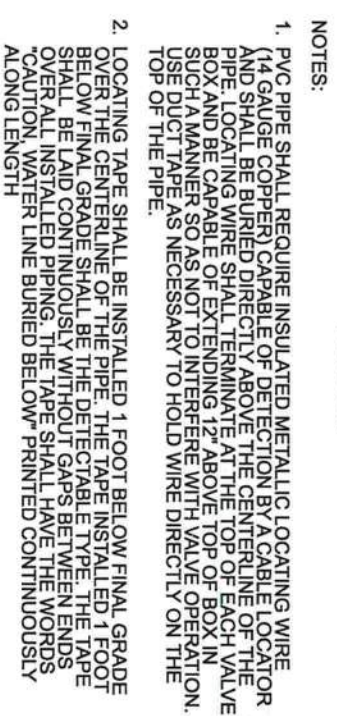 NOTES:
1. PVC PIPE SHALL REQUIRE INSULATED METALLIC LOCATING WIRE
(14 GAUGE COPPER) CAPABLE OF DETECTION BY A CABLE LOCATOR
AND SHALL BE BURIED DIRECTLY ABOVE THE CENTERLINE OF THE
PIPE. LOCATING WIRE SHALL TERMINATE AT THE TOP OF EACH VALVE
BOX AND BE CAPABLE OF EXTENDING 12" ABOVE TOP OF BOX IN
SUCH A MANNER SO AS NOT TO INTERFERE WITH VALVE OPERATION.
USE DUCT TAPE AS NECESSARY TO HOLD WIRE DIRECTLY ON THE
TOP OF THE PIPE.
2. LOCATING TAPE SHALL BE INSTALLED 1 FOOT BELOW FINAL GRADE
OVER THE CENTERLINE OF THE PIPE. THE TAPE INSTALLED 1 FOOT
BELOW FINAL GRADE SHALL BE THE DETECTABLE TYPE. THE TAPE
SHALL BE LAID CONTINUOUSLY WITHOUT GAPS BETWEEN ENDS
OVER ALL INSTALLED PIPING. THE TAPE SHALL HAVE THE WORDS
"CAUTION, WATER LINE BURIED BELOW" PRINTED CONTINUOUSLY
ALONG LENGTH